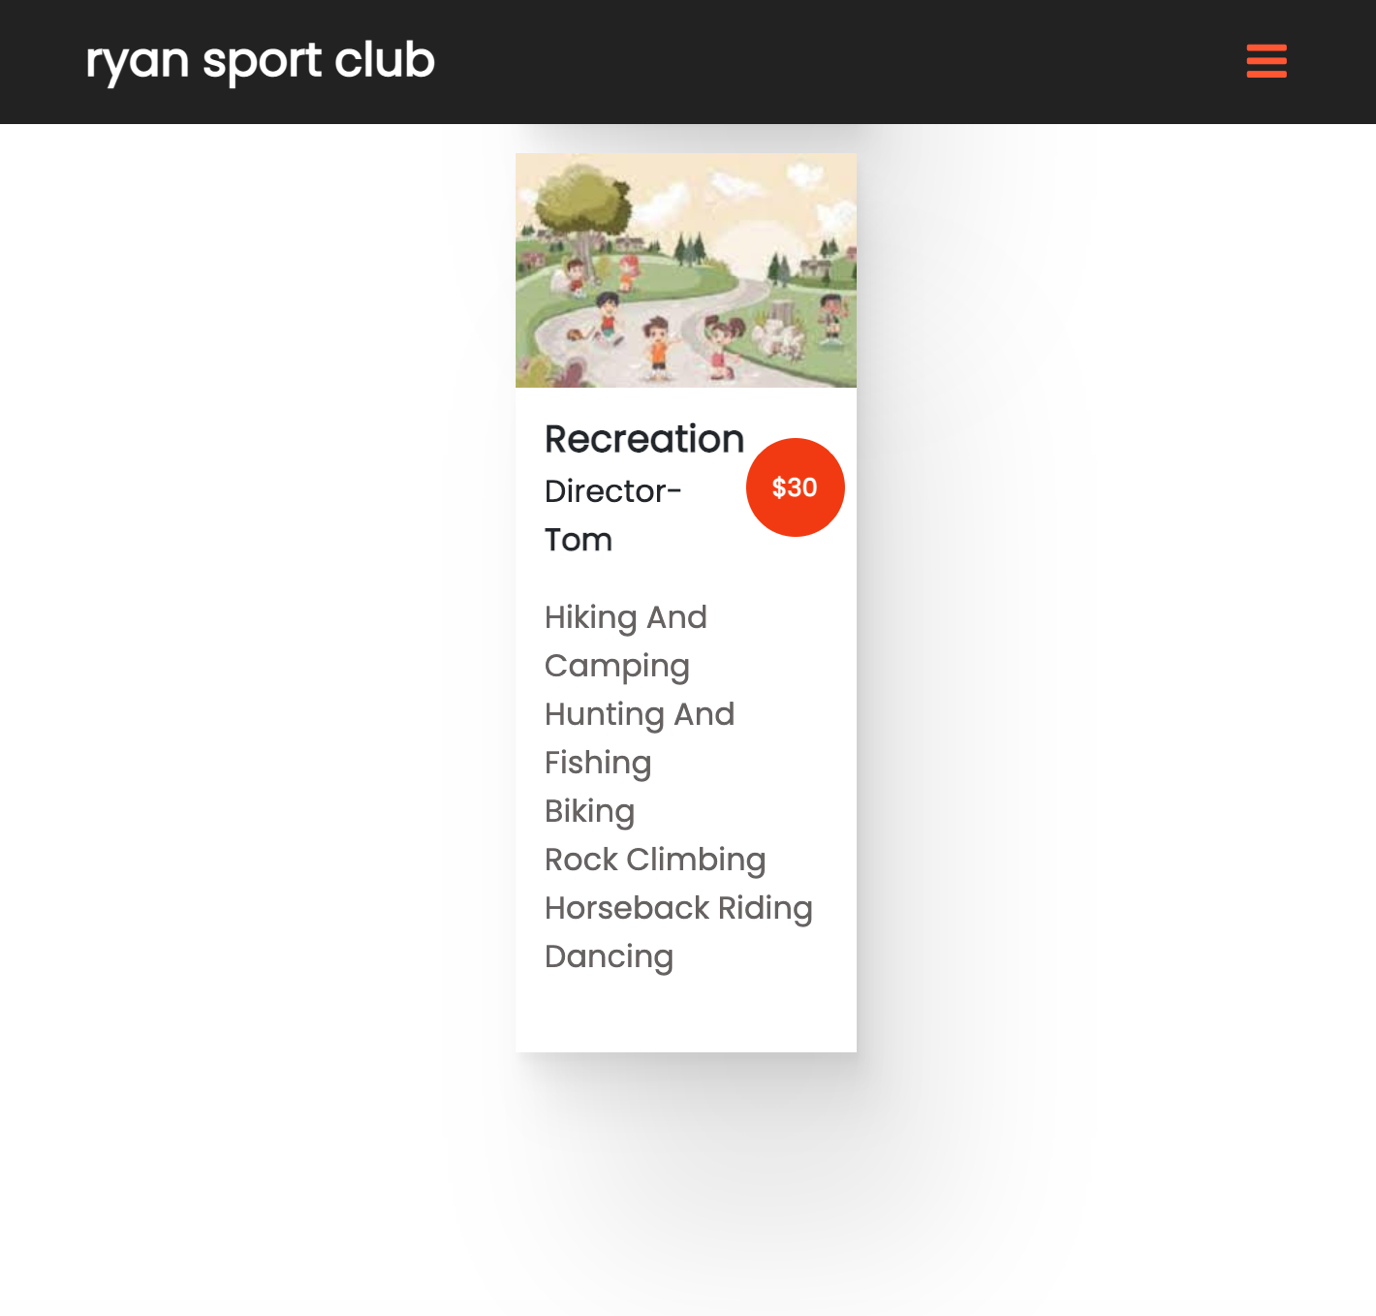 ryan sport club
Recreation
Director-
$30
Tom
Hiking And
Camping
Hunting And
Fishing
Biking
Rock Climbing
Horseback Riding
Dancing